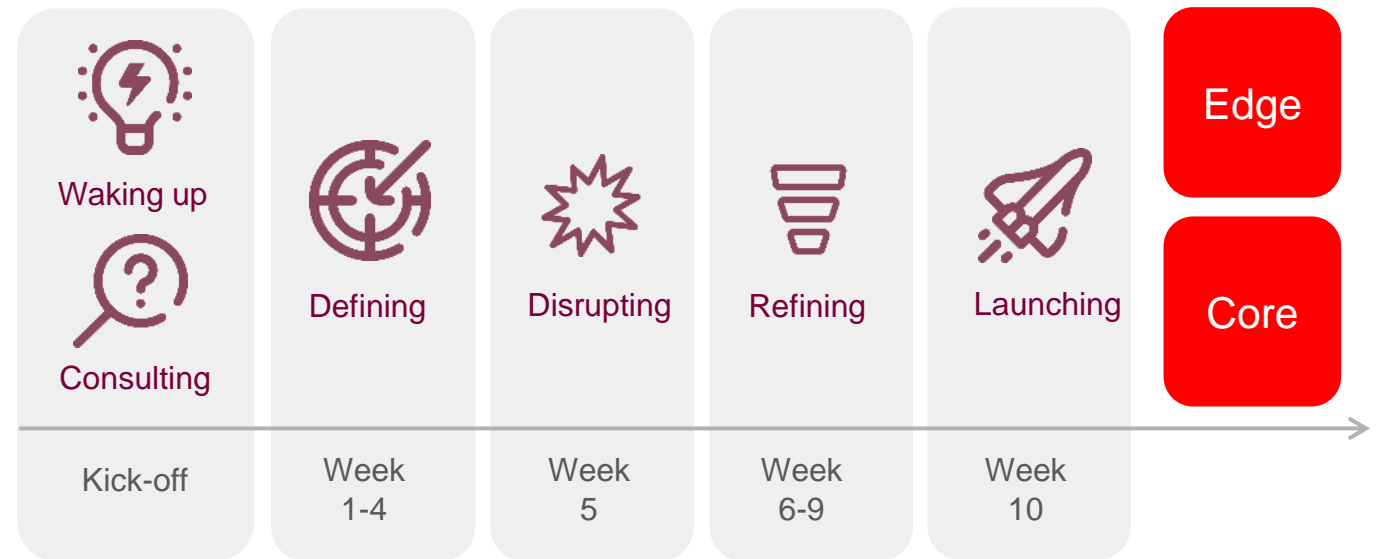 Waking up
Consulting
Kick-off
Defining
Week
1-4
Disrupting
Week
5
Refining
Week
6-9
Launching
Week
10
Edge
Core
?